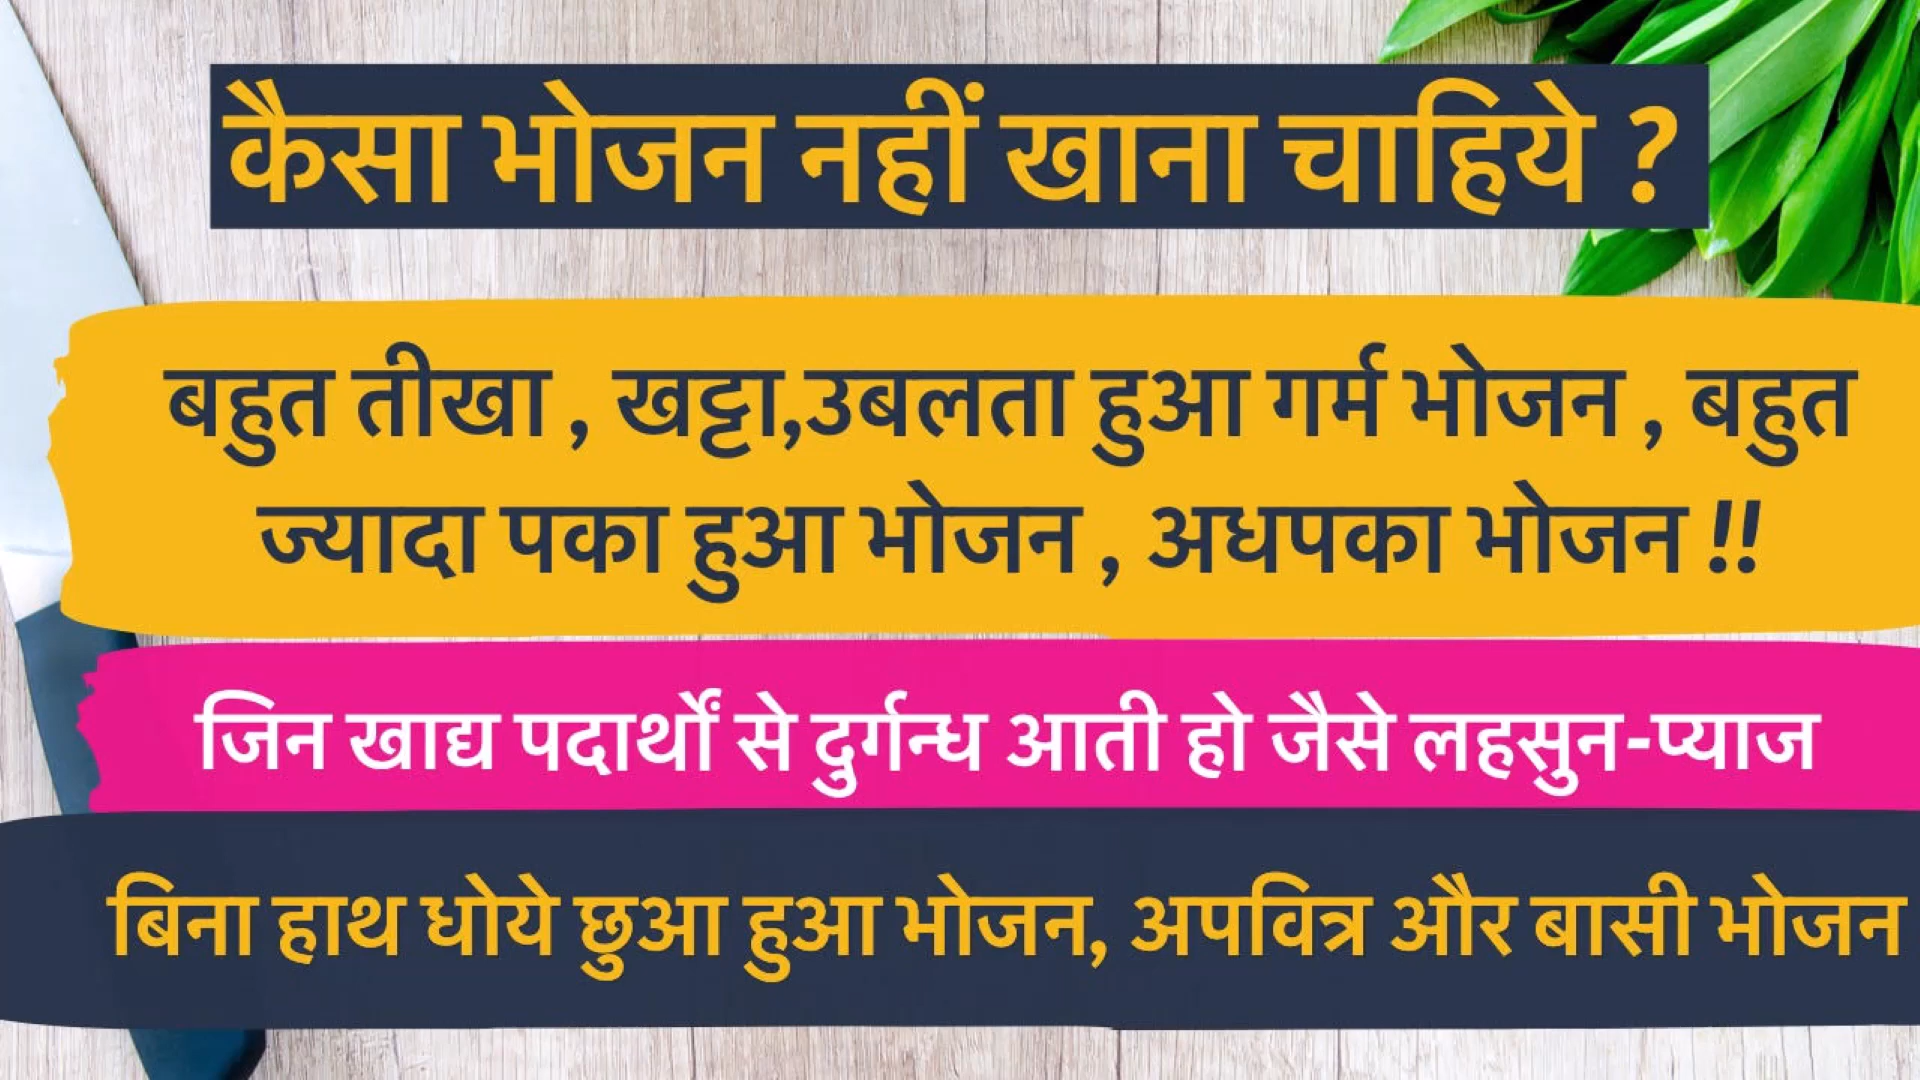 कैसा भोजन नहीं खाना चाहिये ?
बहुत तीखा , खट्टा,उबलता हुआ गर्म भोजन , बहुत
ज्यादा पका हुआ भोजन , अधपका भोजन !!
जिन खाद्य पदार्थों से दुर्गन्ध आती हो जैसे लहसुन-प्याज
बिना हाथ धोये छुआ हुआ भोजन, अपवित्र और बासी भोजन